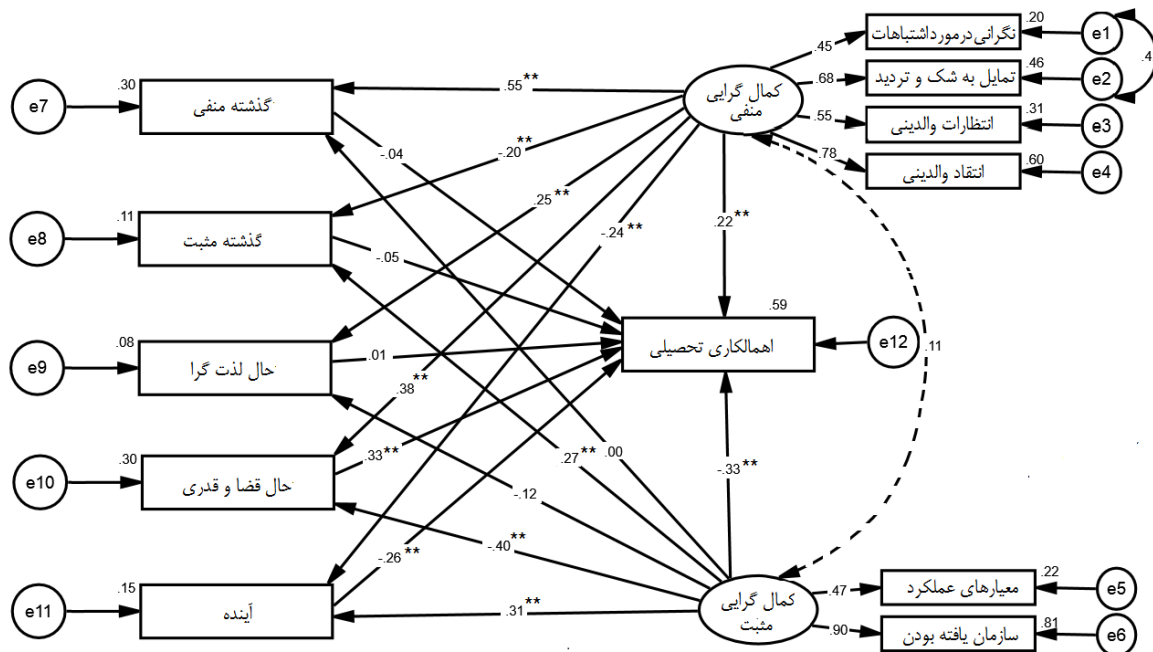 .20
نگرانی‌درمورداشتباهات
e1
.45
.4
.46
تمایل به شک و تردید
e2
.68
.31
انتظارات والدینی
e3
.55
.60
انتقاد والدینی
e4
.78
کمال گرایی
منفی
.30
e7
گذشته منفی
.55**
-.04
-.20**
.11
e8
گذشته مثبت
.25**
-.24**
.22**
-.05
.59
.08
e9
حال لذت گرا
.01
اهمالکاری تحصیلی
e12
.11
.38**
.30
e10
حال قضا و قدری
.33**
.27**
.00
-.33**
-.12
-.40**
-.26**
.15
e11
آینده
.31**
کمال گرایی
مثبت
.47
.22
معیارهای عملکرد
e5
.90
.81
سازمان یافته بودن
e6